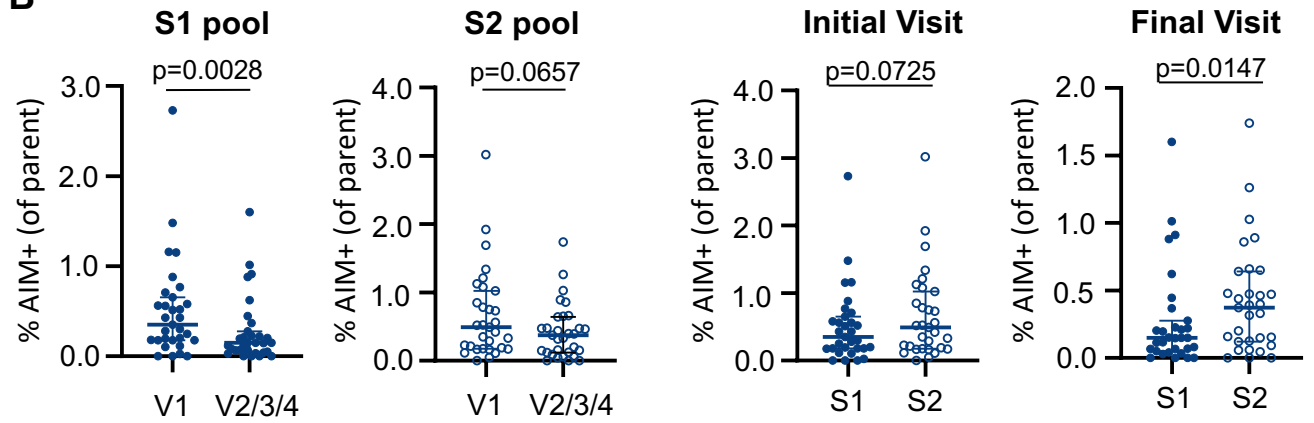 B
S1 pool
p=0.0028
% AIM+ (of parent)
3.0
2.0
1.0
0.0
V1 V2/3/4
S2 pool
p=0.0657
% AIM+ (of parent)
4.0
3.0
2.0
1.0
0.0
V1 V2/3/4
Initial Visit
p=0.0725
% AIM+ (of parent)
4.0
3.0
2.0
1.0
0.0
S1 S2
Final Visit
p=0.0147
% AIM+ (of parent)
2.0
1.5
1.0
0.5
0.0
S1 S2